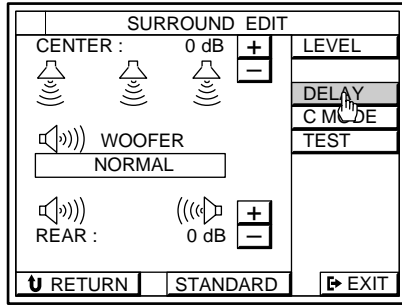 SURROUND EDIT
CENTER : 0 dB + LEVEL
−
DELAY
C MODE
WOOFER TEST
NORMAL
+
REAR : 0 dB −
RETURN STANDARD EXIT